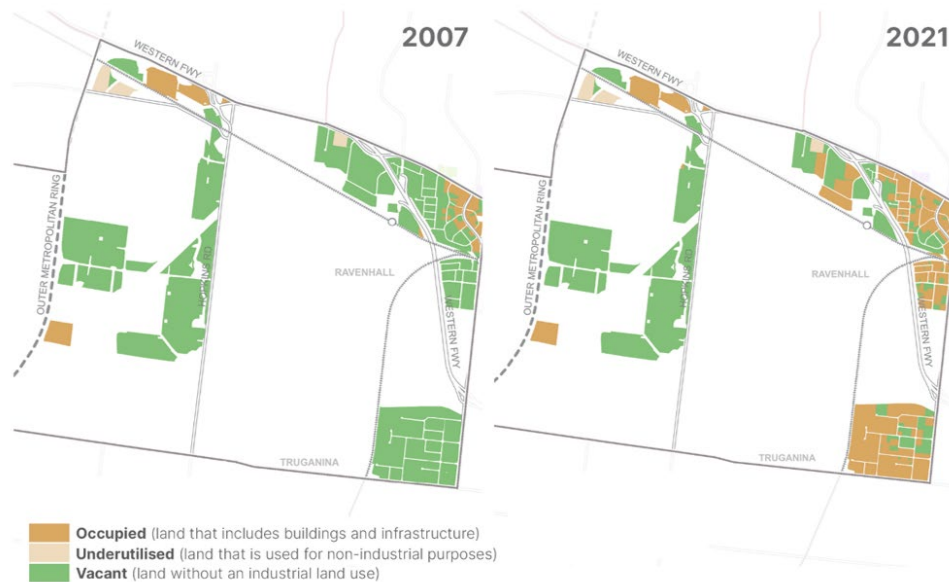 2007
2021
WESTERN FWY
WESTERN FWY
OUTER METROPOLITAN RING
HOPKINS RD
RAVENHALL
WESTERN FWY
TRUGANINA
OUTER METROPOLITAN RING
RAVENHALL
WESTERN FWY
TRUGANINA
Occupied (land that includes buildings and infrastructure)
Underutilised (land that is used for non-industrial purposes)
Vacant (land without an industrial land use)